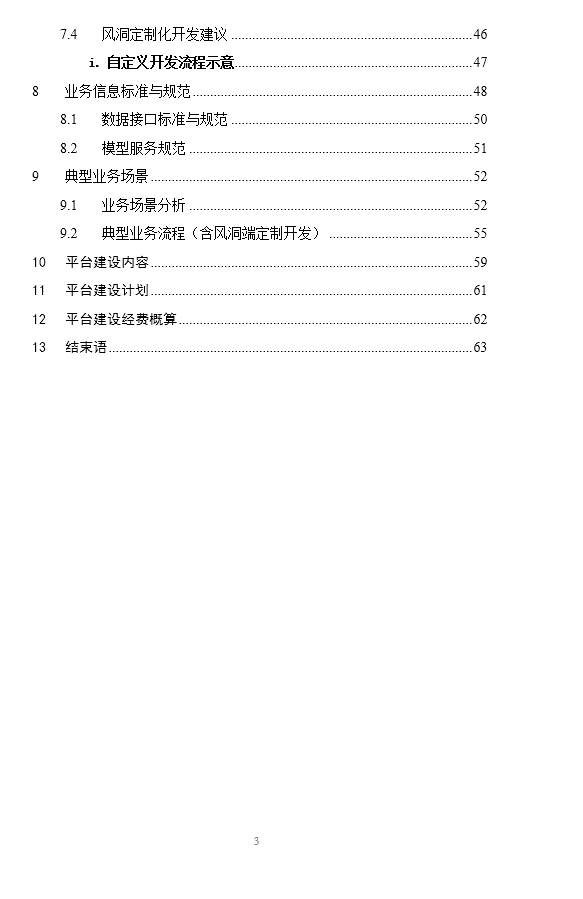 7.4 风洞定制化开发建议 46
i. 自定义开发流程示意 47
8 业务信息标准与规范 48
8.1 数据接口标准与规范 50
8.2 模型服务规范 51
9 典型业务场景 52
9.1 业务场景分析 52
9.2 典型业务流程（含风洞端定制开发） 55
10 平台建设内容 59
11 平台建设计划 61
12 平台建设经费概算 62
13 结束语 63
3